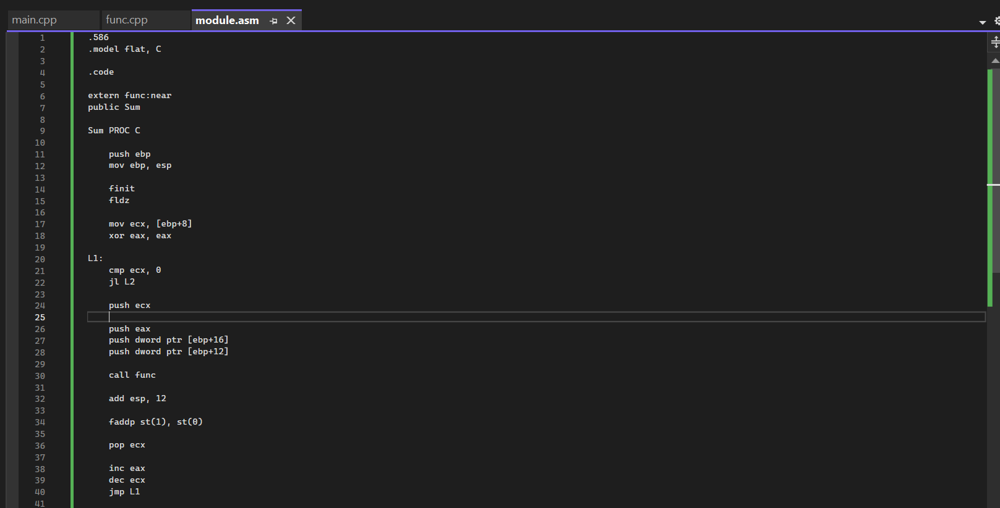 main.cpp func.cpp module.asm
1 .586
2 .model flat, C
3
4 .code
5
6 extern func:near
7 public Sum
8
9 Sum PROC C
10
11 push ebp
12 mov ebp, esp
13
14 finit
15 fldz
16
17 mov ecx, [ebp+8]
18 xor eax, eax
19
20 L1:
21 cmp ecx, 0
22 jl L2
23
24 push ecx
25
26 push eax
27 push dword ptr [ebp+16]
28 push dword ptr [ebp+12]
29
30 call func
31
32 add esp, 12
33
34 faddp st(1), st(0)
35
36 pop ecx
37
38 inc eax
39 dec ecx
40 jmp L1
41